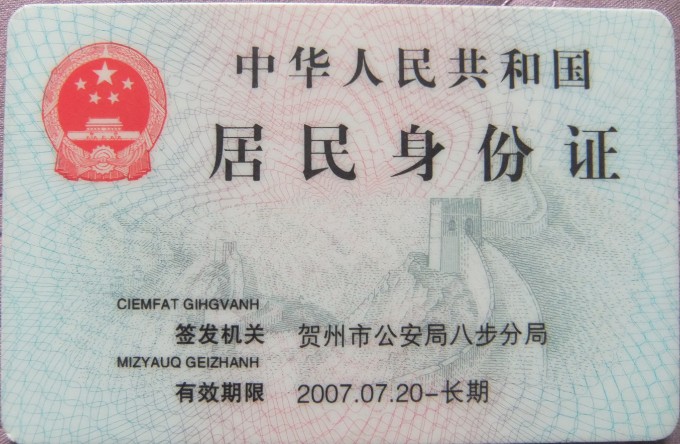 中华人民共和国
居民身份证
CIEMFAT GIHGVANH
签发机关 贺州市公安局八步分局
MIZYAUQ GEIZHANH
有效期限 2007.07.20-长期